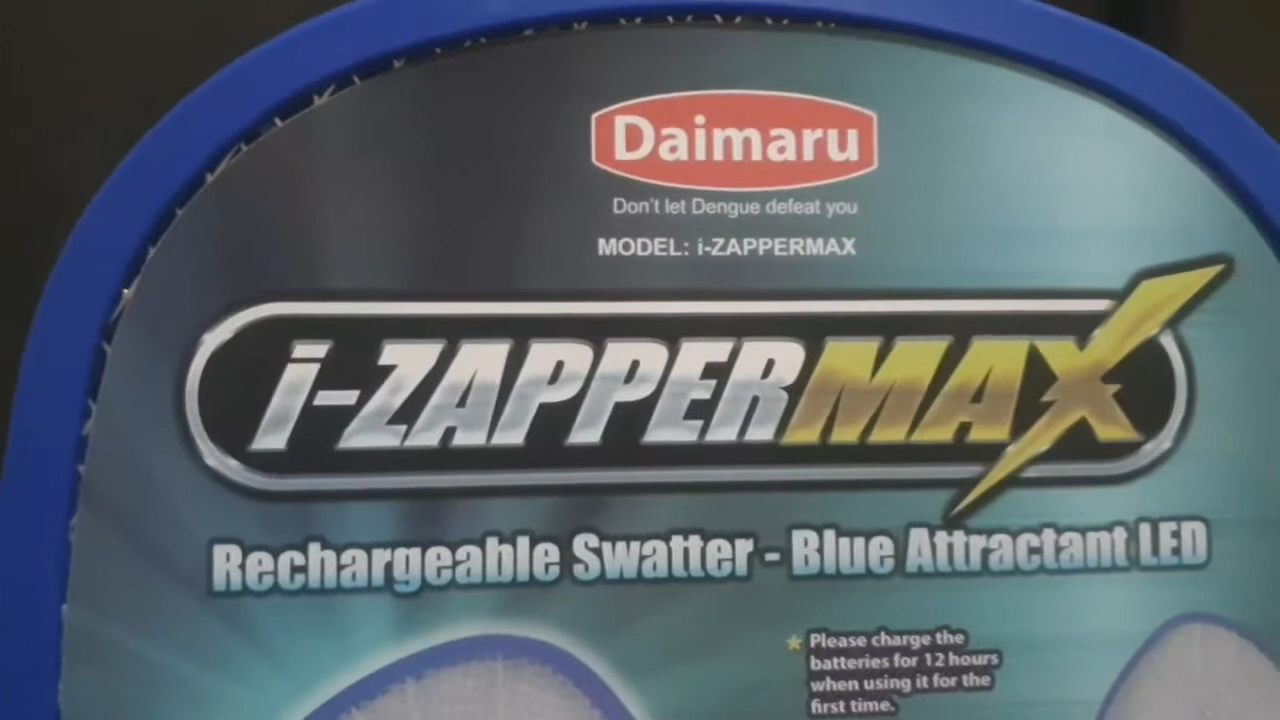 Daimaru
Don't let Dengue defeat you
MODEL: i-ZAPPERMAX
i-ZAPPERMAX
Rechargeable Swatter - Blue Attractant LED
Please charge the
batteries for 12 hours
when using it for the
first time.